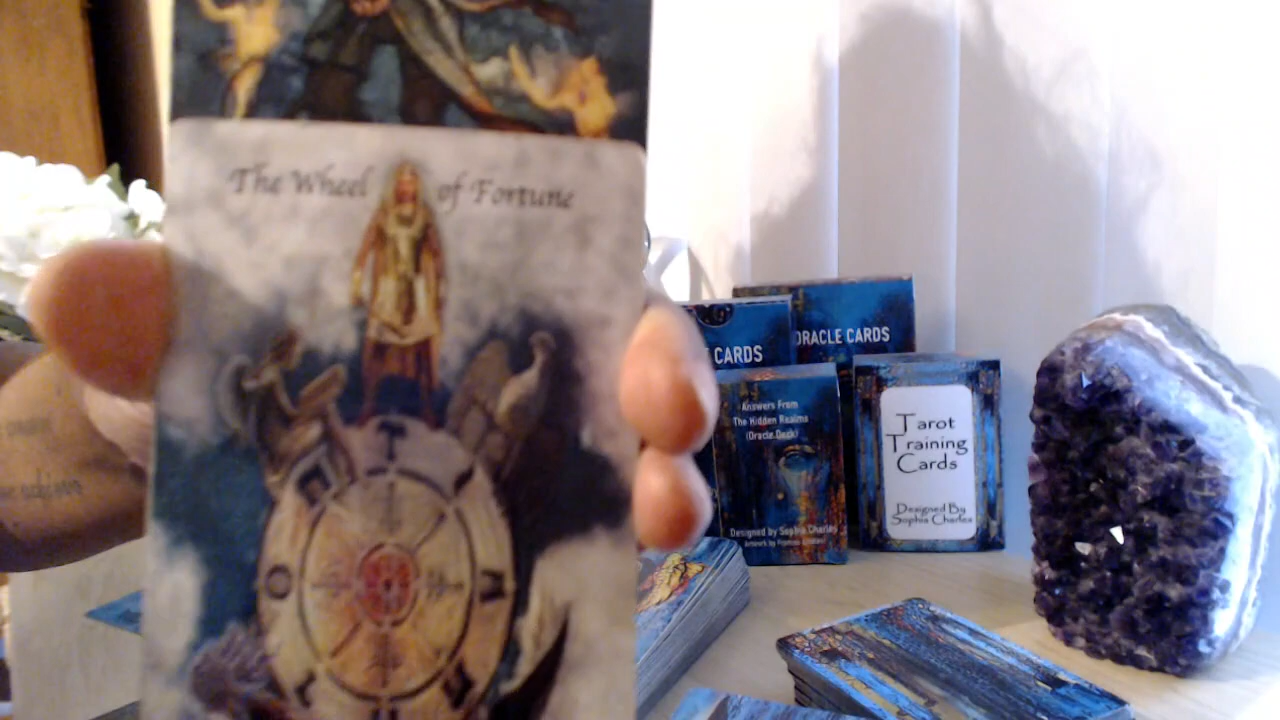 The Wheel of Fortune
CARDS
ORACLE CARDS
Answers From
The Hidden Realms
(Oracle Deck)
Designed by Sophia Charles
Tarot
Training
Cards
Designed By
Sophia Charles